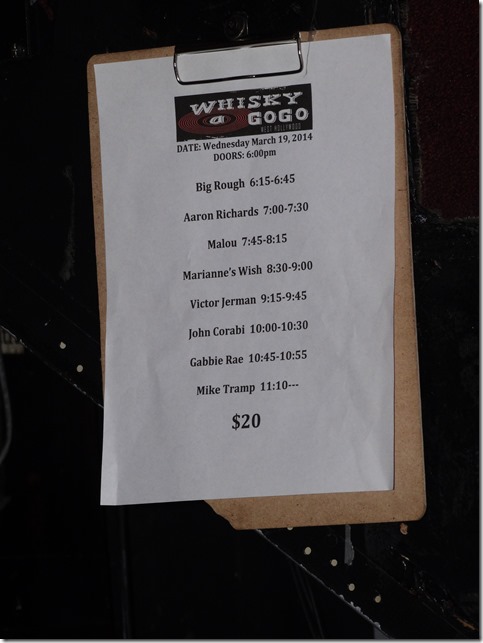 WHISKY
a GOGO
WEST HOLLYWOOD
DATE: Wednesday March 19, 2014
DOORS: 6:00pm
Big Rough 6:15-6:45
Aaron Richards 7:00-7:30
Malou 7:45-8:15
Marianne's Wish 8:30-9:00
Victor Jerman 9:15-9:45
John Corabi 10:00-10:30
Gabbie Rae 10:45-10:55
Mike Tramp 11:10---
$20